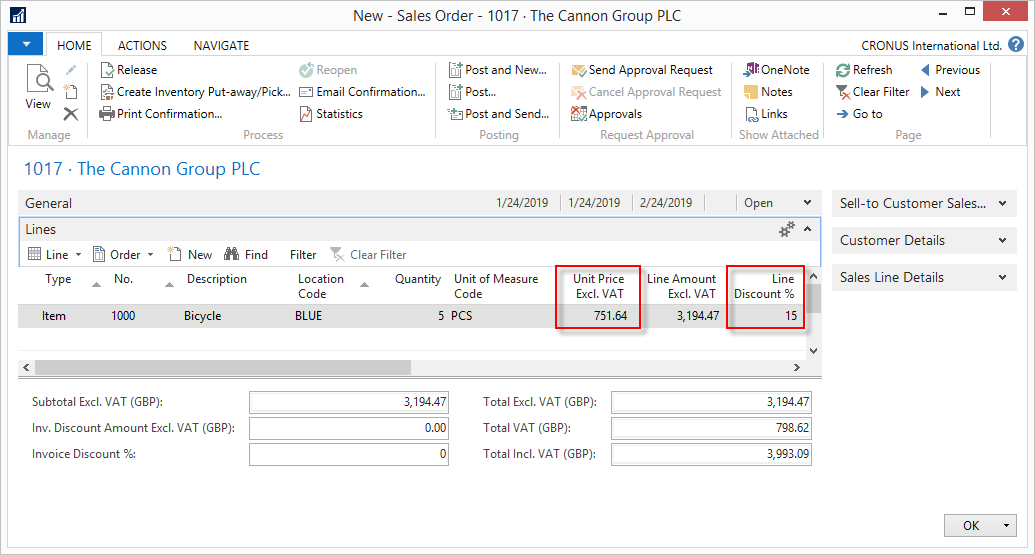 New - Sales Order - 1017 · The Cannon Group PLC
HOME ACTIONS NAVIGATE CRONUS International Ltd. ?
View
Manage
Release
Create Inventory Put-away/Pick...
Print Confirmation...
Reopen
Email Confirmation...
Statistics
Process
Post and New...
Post...
Post and Send...
Posting
Send Approval Request
Cancel Approval Request
Approvals
Request Approval
OneNote
Notes
Links
Show Attached
Refresh
Clear Filter
Go to
Previous
Next
Page
1017 · The Cannon Group PLC
General 1/24/2019 1/24/2019 2/24/2019 Open
Lines
Line Order New Find Filter Clear Filter
Type No. Description Location Code Quantity Unit of Measure Code Unit Price Excl. VAT Line Amount Excl. VAT Line Discount %
Item 1000 Bicycle BLUE 5 PCS 751.64 3,194.47 15
Subtotal Excl. VAT (GBP): 3,194.47
Inv. Discount Amount Excl. VAT (GBP): 0.00
Invoice Discount %: 0
Total Excl. VAT (GBP): 3,194.47
Total VAT (GBP): 798.62
Total Incl. VAT (GBP): 3,993.09
Sell-to Customer Sales...
Customer Details
Sales Line Details
OK